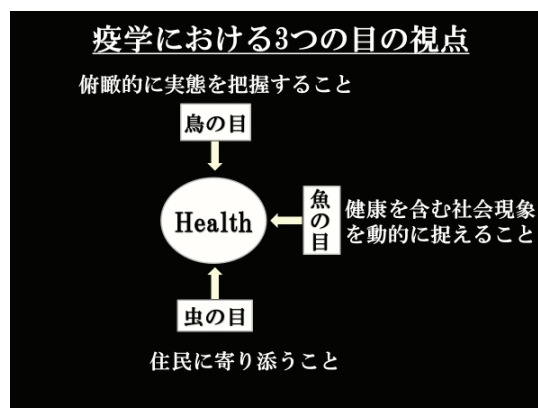 疫学における3つの目の視点
俯瞰的に実態を把握すること
鳥の目
Health
魚の目
健康を含む社会現象
を動的に捉えること
虫の目
住民に寄り添うこと